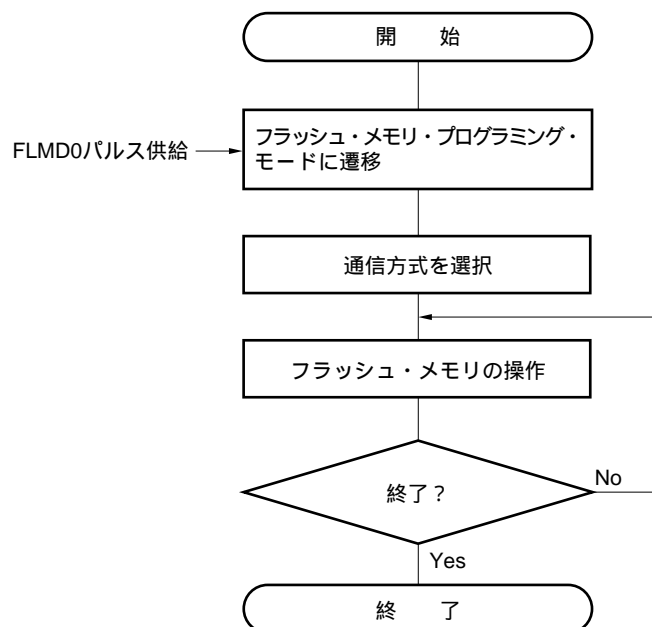 開　始
FLMD0パルス供給
フラッシュ・メモリ・プログラミング・
モードに遷移
通信方式を選択
フラッシュ・メモリの操作
終了？
No
Yes
終　了